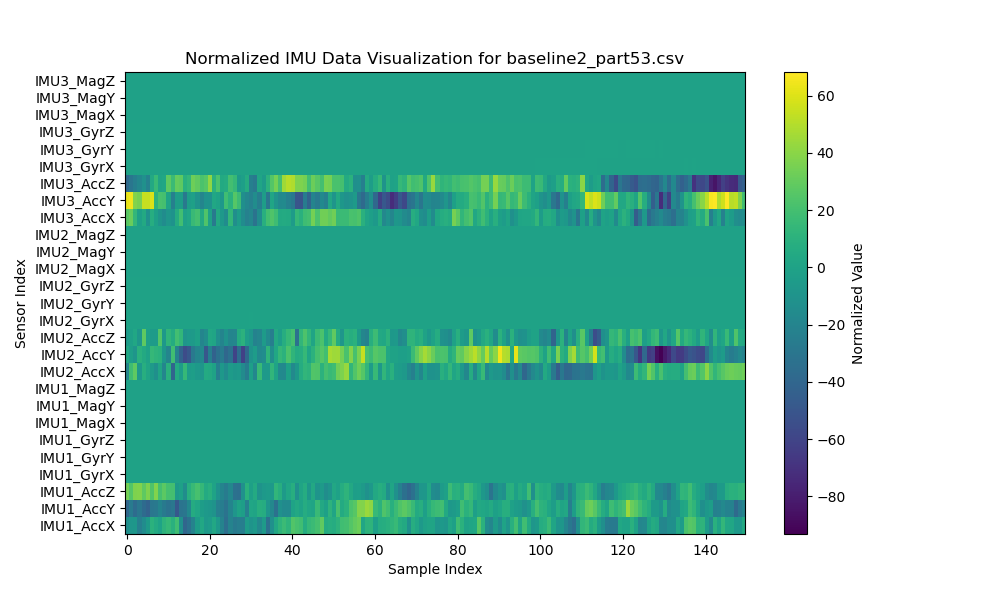 Normalized IMU Data Visualization for baseline2_part53.csv
Sensor Index
IMU3_MagZ
IMU3_MagY
IMU3_MagX
IMU3_GyrZ
IMU3_GyrY
IMU3_GyrX
IMU3_AccZ
IMU3_AccY
IMU3_AccX
IMU2_MagZ
IMU2_MagY
IMU2_MagX
IMU2_GyrZ
IMU2_GyrY
IMU2_GyrX
IMU2_AccZ
IMU2_AccY
IMU2_AccX
IMU1_MagZ
IMU1_MagY
IMU1_MagX
IMU1_GyrZ
IMU1_GyrY
IMU1_GyrX
IMU1_AccZ
IMU1_AccY
IMU1_AccX
0 20 40 60 80 100 120 140
Sample Index
60
40
20
0
−20
−40
−60
−80
Normalized Value